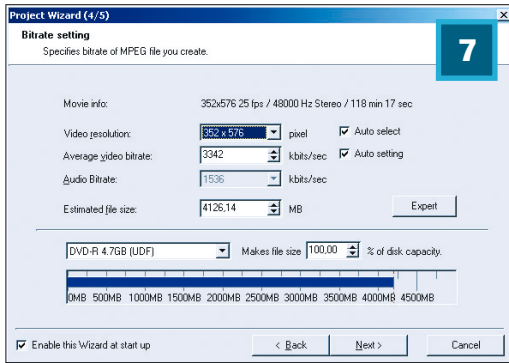 Project Wizard (4/5)
Bitrate setting
Specifies bitrate of MPEG file you create.
7
Movie info: 352x576 25 fps / 48000 Hz Stereo / 118 min 17 sec
Video resolution: 352 x 576 pixel Auto select
Average video bitrate: 3342 kbits/sec Auto setting
Audio Bitrate: 1536 kbits/sec
Estimated file size: 4126,14 MB Expert
DVD-R 4.7GB (UDF) Makes file size 100,00 % of disk capacity.
0MB 500MB 1000MB 1500MB 2000MB 2500MB 3000MB 3500MB 4000MB 4500MB
Enable this Wizard at start up < Back Next > Cancel